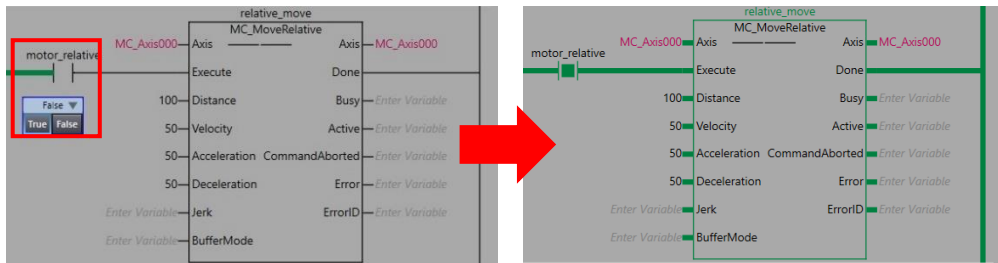 relative_move
MC_MoveRelative
MC_Axis000 Axis Axis MC_Axis000
motor_relative
Execute Done
100 Distance Busy Enter Variable
False ▼
True False
50 Velocity Active Enter Variable
50 Acceleration CommandAborted Enter Variable
50 Deceleration Error Enter Variable
Enter Variable Jerk ErrorID Enter Variable
Enter Variable BufferMode
relative_move
MC_MoveRelative
MC_Axis000 Axis Axis MC_Axis000
motor_relative
Execute Done
100 Distance Busy Enter Variable
50 Velocity Active Enter Variable
50 Acceleration CommandAborted Enter Variable
50 Deceleration Error Enter Variable
Enter Variable Jerk ErrorID Enter Variable
Enter Variable BufferMode